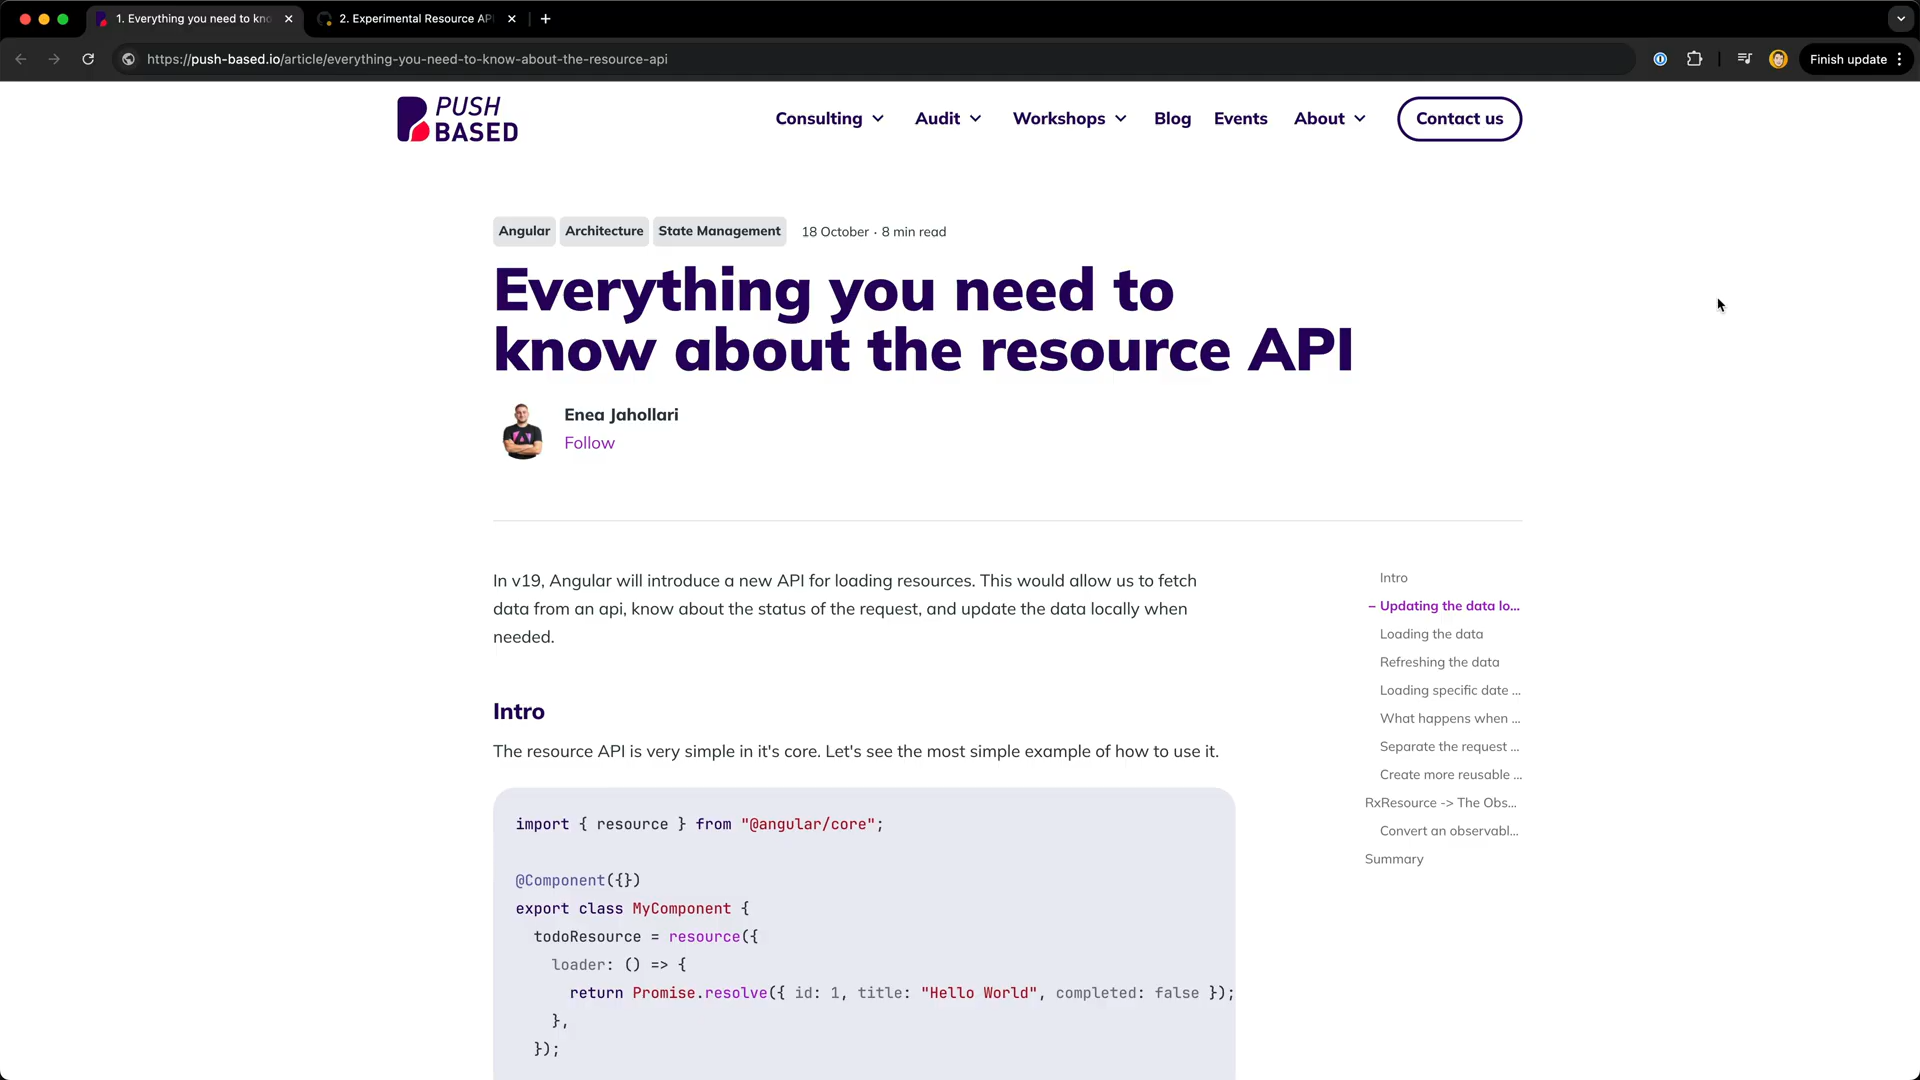 1. Everything you need to kno
2. Experimental Resource API
https://push-based.io/article/everything-you-need-to-know-about-the-resource-api
Finish update
PUSH
BASED
Consulting
Audit
Workshops
Blog
Events
About
Contact us
Angular
Architecture
State Management
18 October · 8 min read
Everything you need to
know about the resource API
Enea Jahollari
Follow
In v19, Angular will introduce a new API for loading resources. This would allow us to fetch
data from an api, know about the status of the request, and update the data locally when
needed.
Intro
The resource API is very simple in it's core. Let's see the most simple example of how to use it.
import { resource } from "@angular/core";
@Component({})
export class MyComponent {
todoResource = resource({
loader: () => {
return Promise.resolve({ id: 1, title: "Hello World", completed: false });
},
});
Intro
– Updating the data lo...
Loading the data
Refreshing the data
Loading specific date ...
What happens when ...
Separate the request ...
Create more reusable ...
RxResource -> The Obs...
Convert an observabl...
Summary